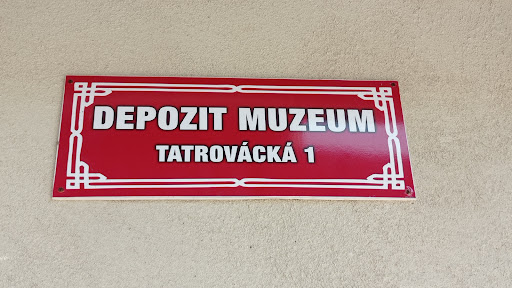 DEPOZIT MUZEUM
TATROVÁCKÁ 1